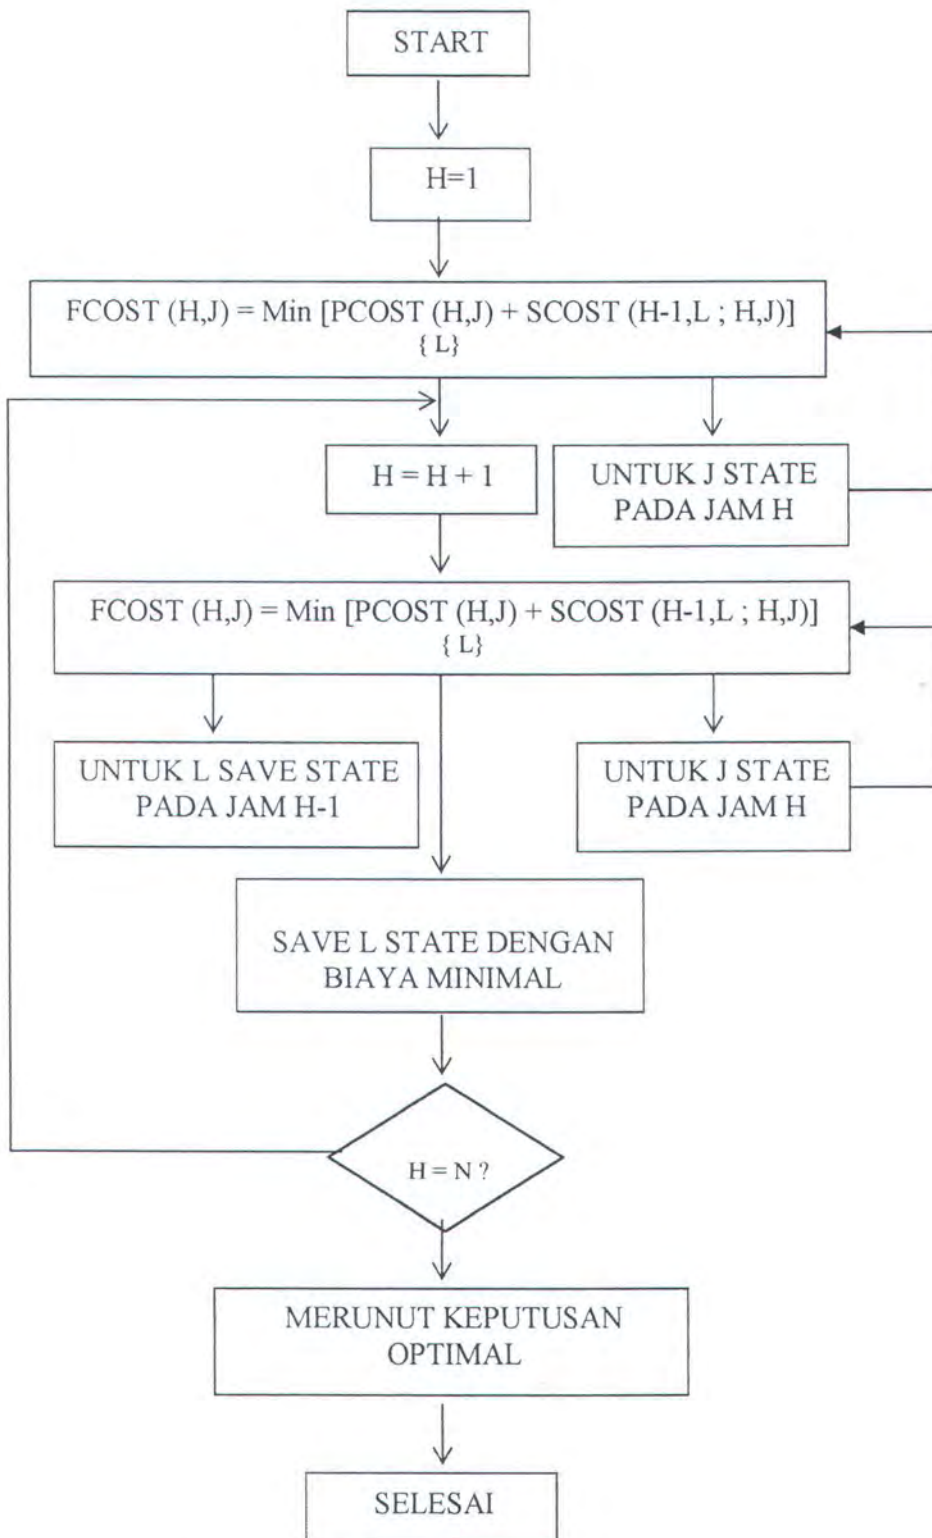 START
H=1
FCOST (H,J) = Min [PCOST (H,J) + SCOST (H-1,L ; H,J)]
{ L}
H = H + 1
UNTUK J STATE
PADA JAM H
FCOST (H,J) = Min [PCOST (H,J) + SCOST (H-1,L ; H,J)]
{ L}
UNTUK L SAVE STATE
PADA JAM H-1
UNTUK J STATE
PADA JAM H
SAVE L STATE DENGAN
BIAYA MINIMAL
H = N ?
MERUNUT KEPUTUSAN
OPTIMAL
SELESAI